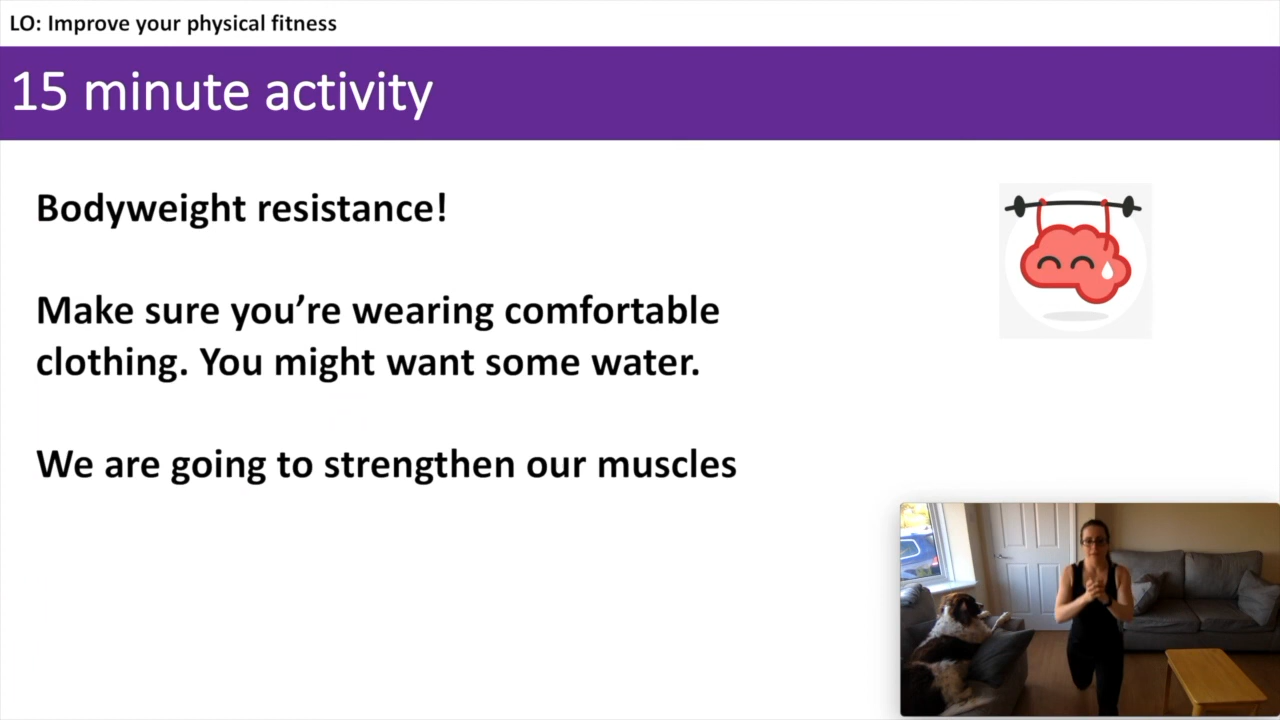 LO: Improve your physical fitness
15 minute activity
Bodyweight resistance!
Make sure you’re wearing comfortable
clothing. You might want some water.
We are going to strengthen our muscles